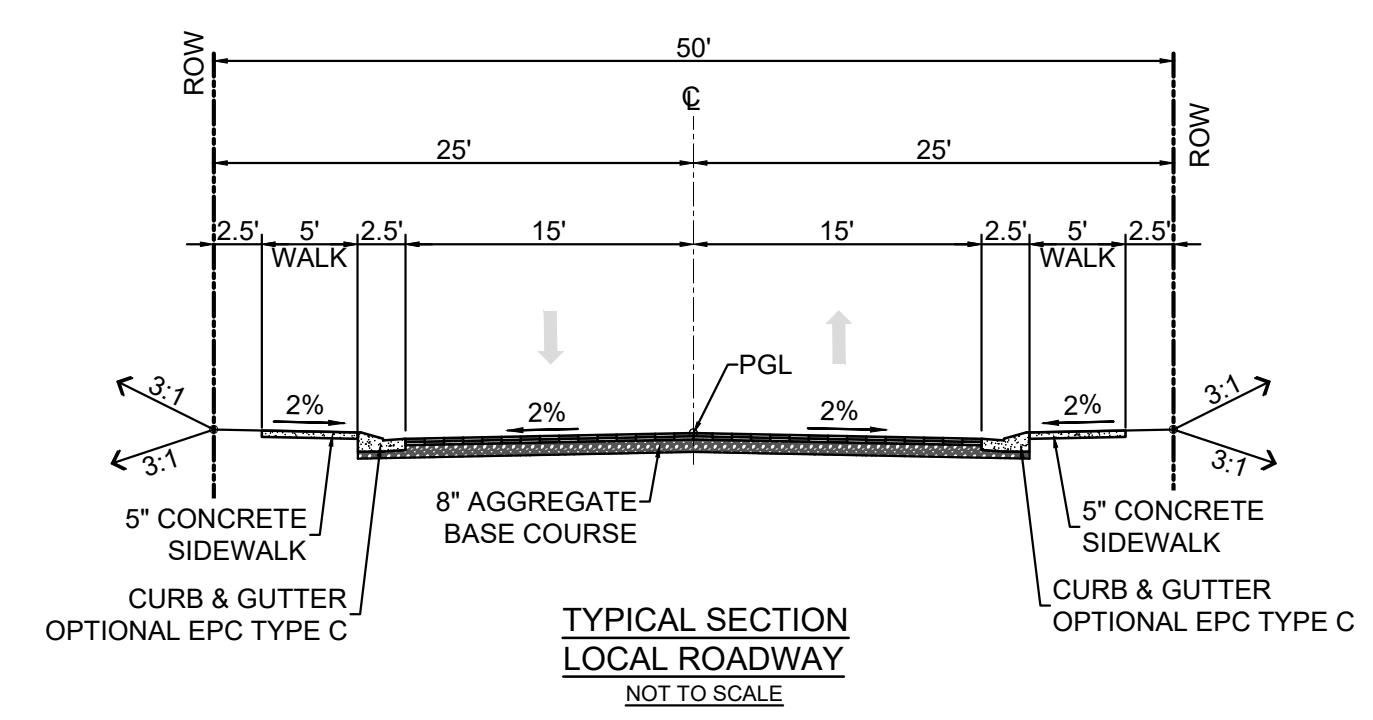 50'
ROW
ROW
℄
25'
25'
2.5'
5'
WALK
2.5'
15'
15'
2.5'
5'
WALK
2.5'
PGL
3:1
3:1
2%
2%
2%
2%
3:1
3:1
5" CONCRETE
SIDEWALK
8" AGGREGATE
BASE COURSE
5" CONCRETE
SIDEWALK
CURB & GUTTER
OPTIONAL EPC TYPE C
CURB & GUTTER
OPTIONAL EPC TYPE C
TYPICAL SECTION
LOCAL ROADWAY
NOT TO SCALE